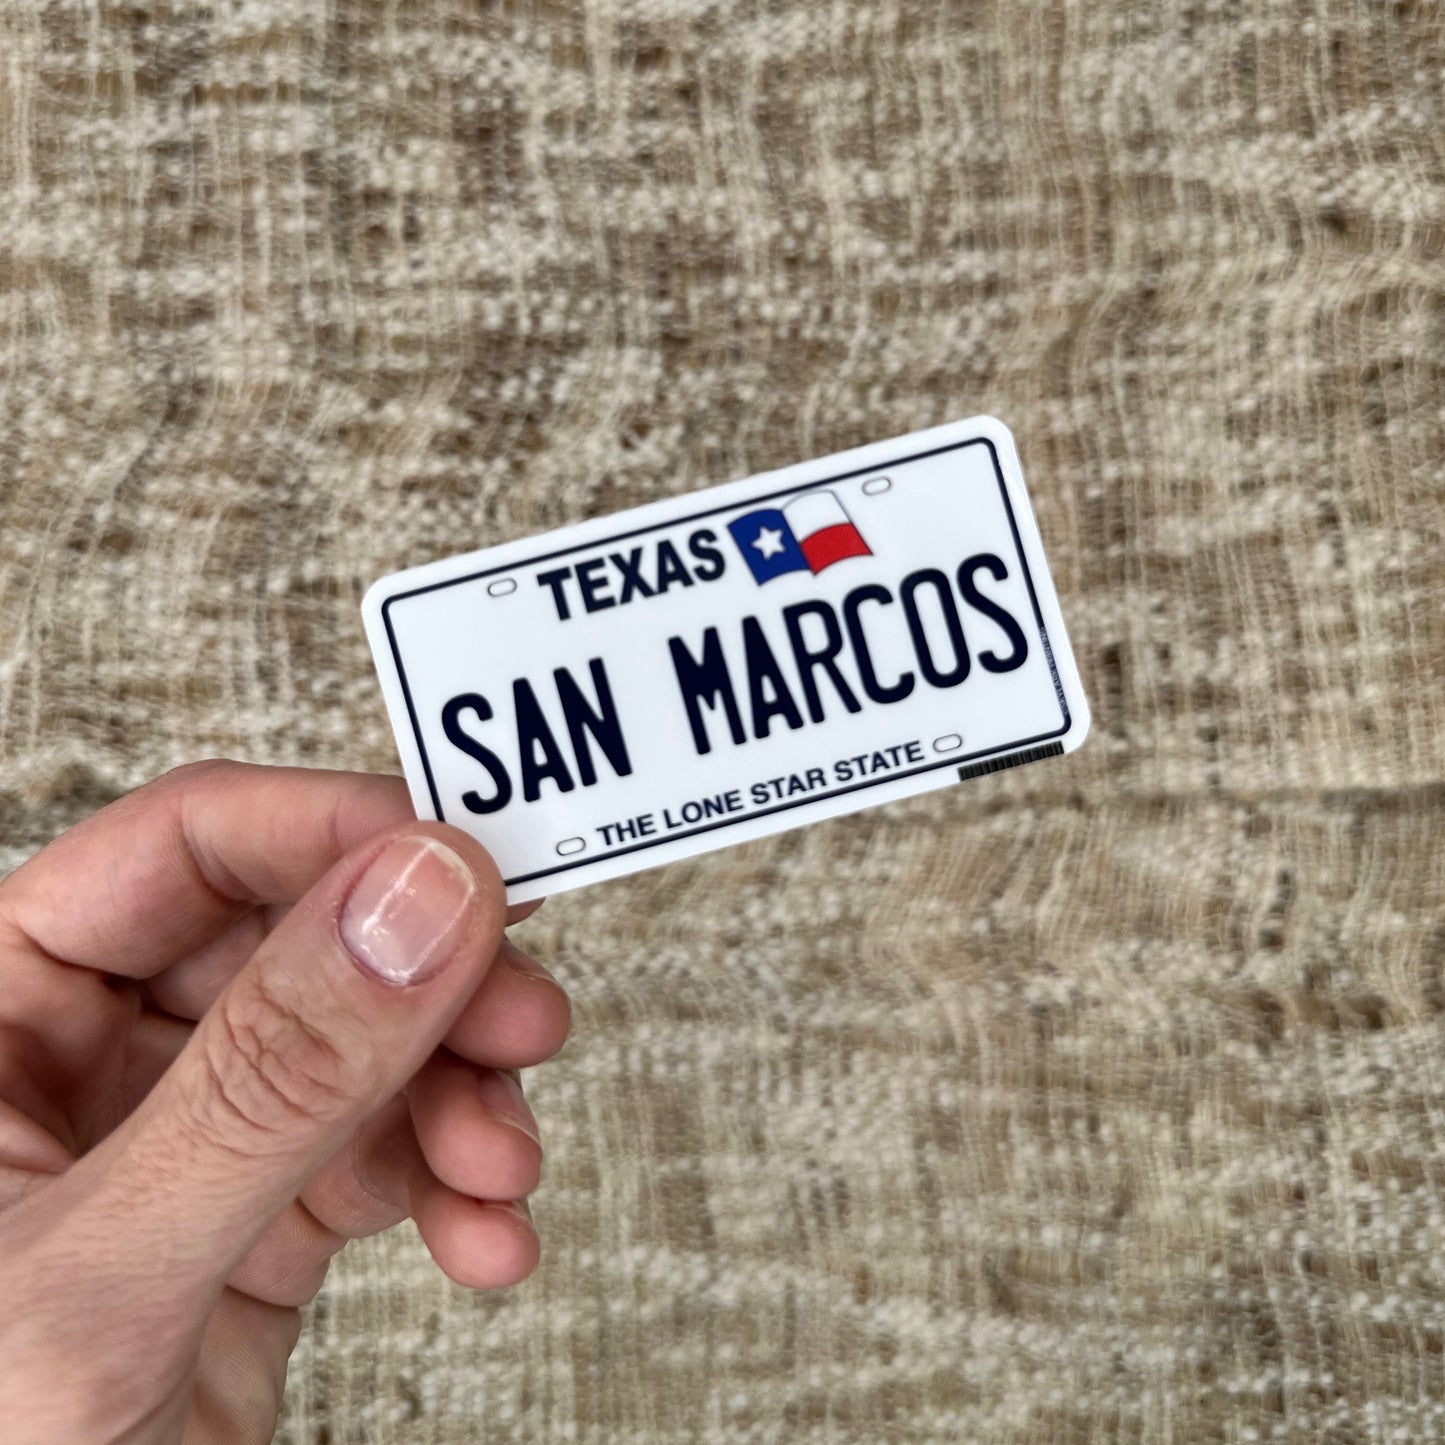 TEXAS
SAN MARCOS
THE LONE STAR STATE